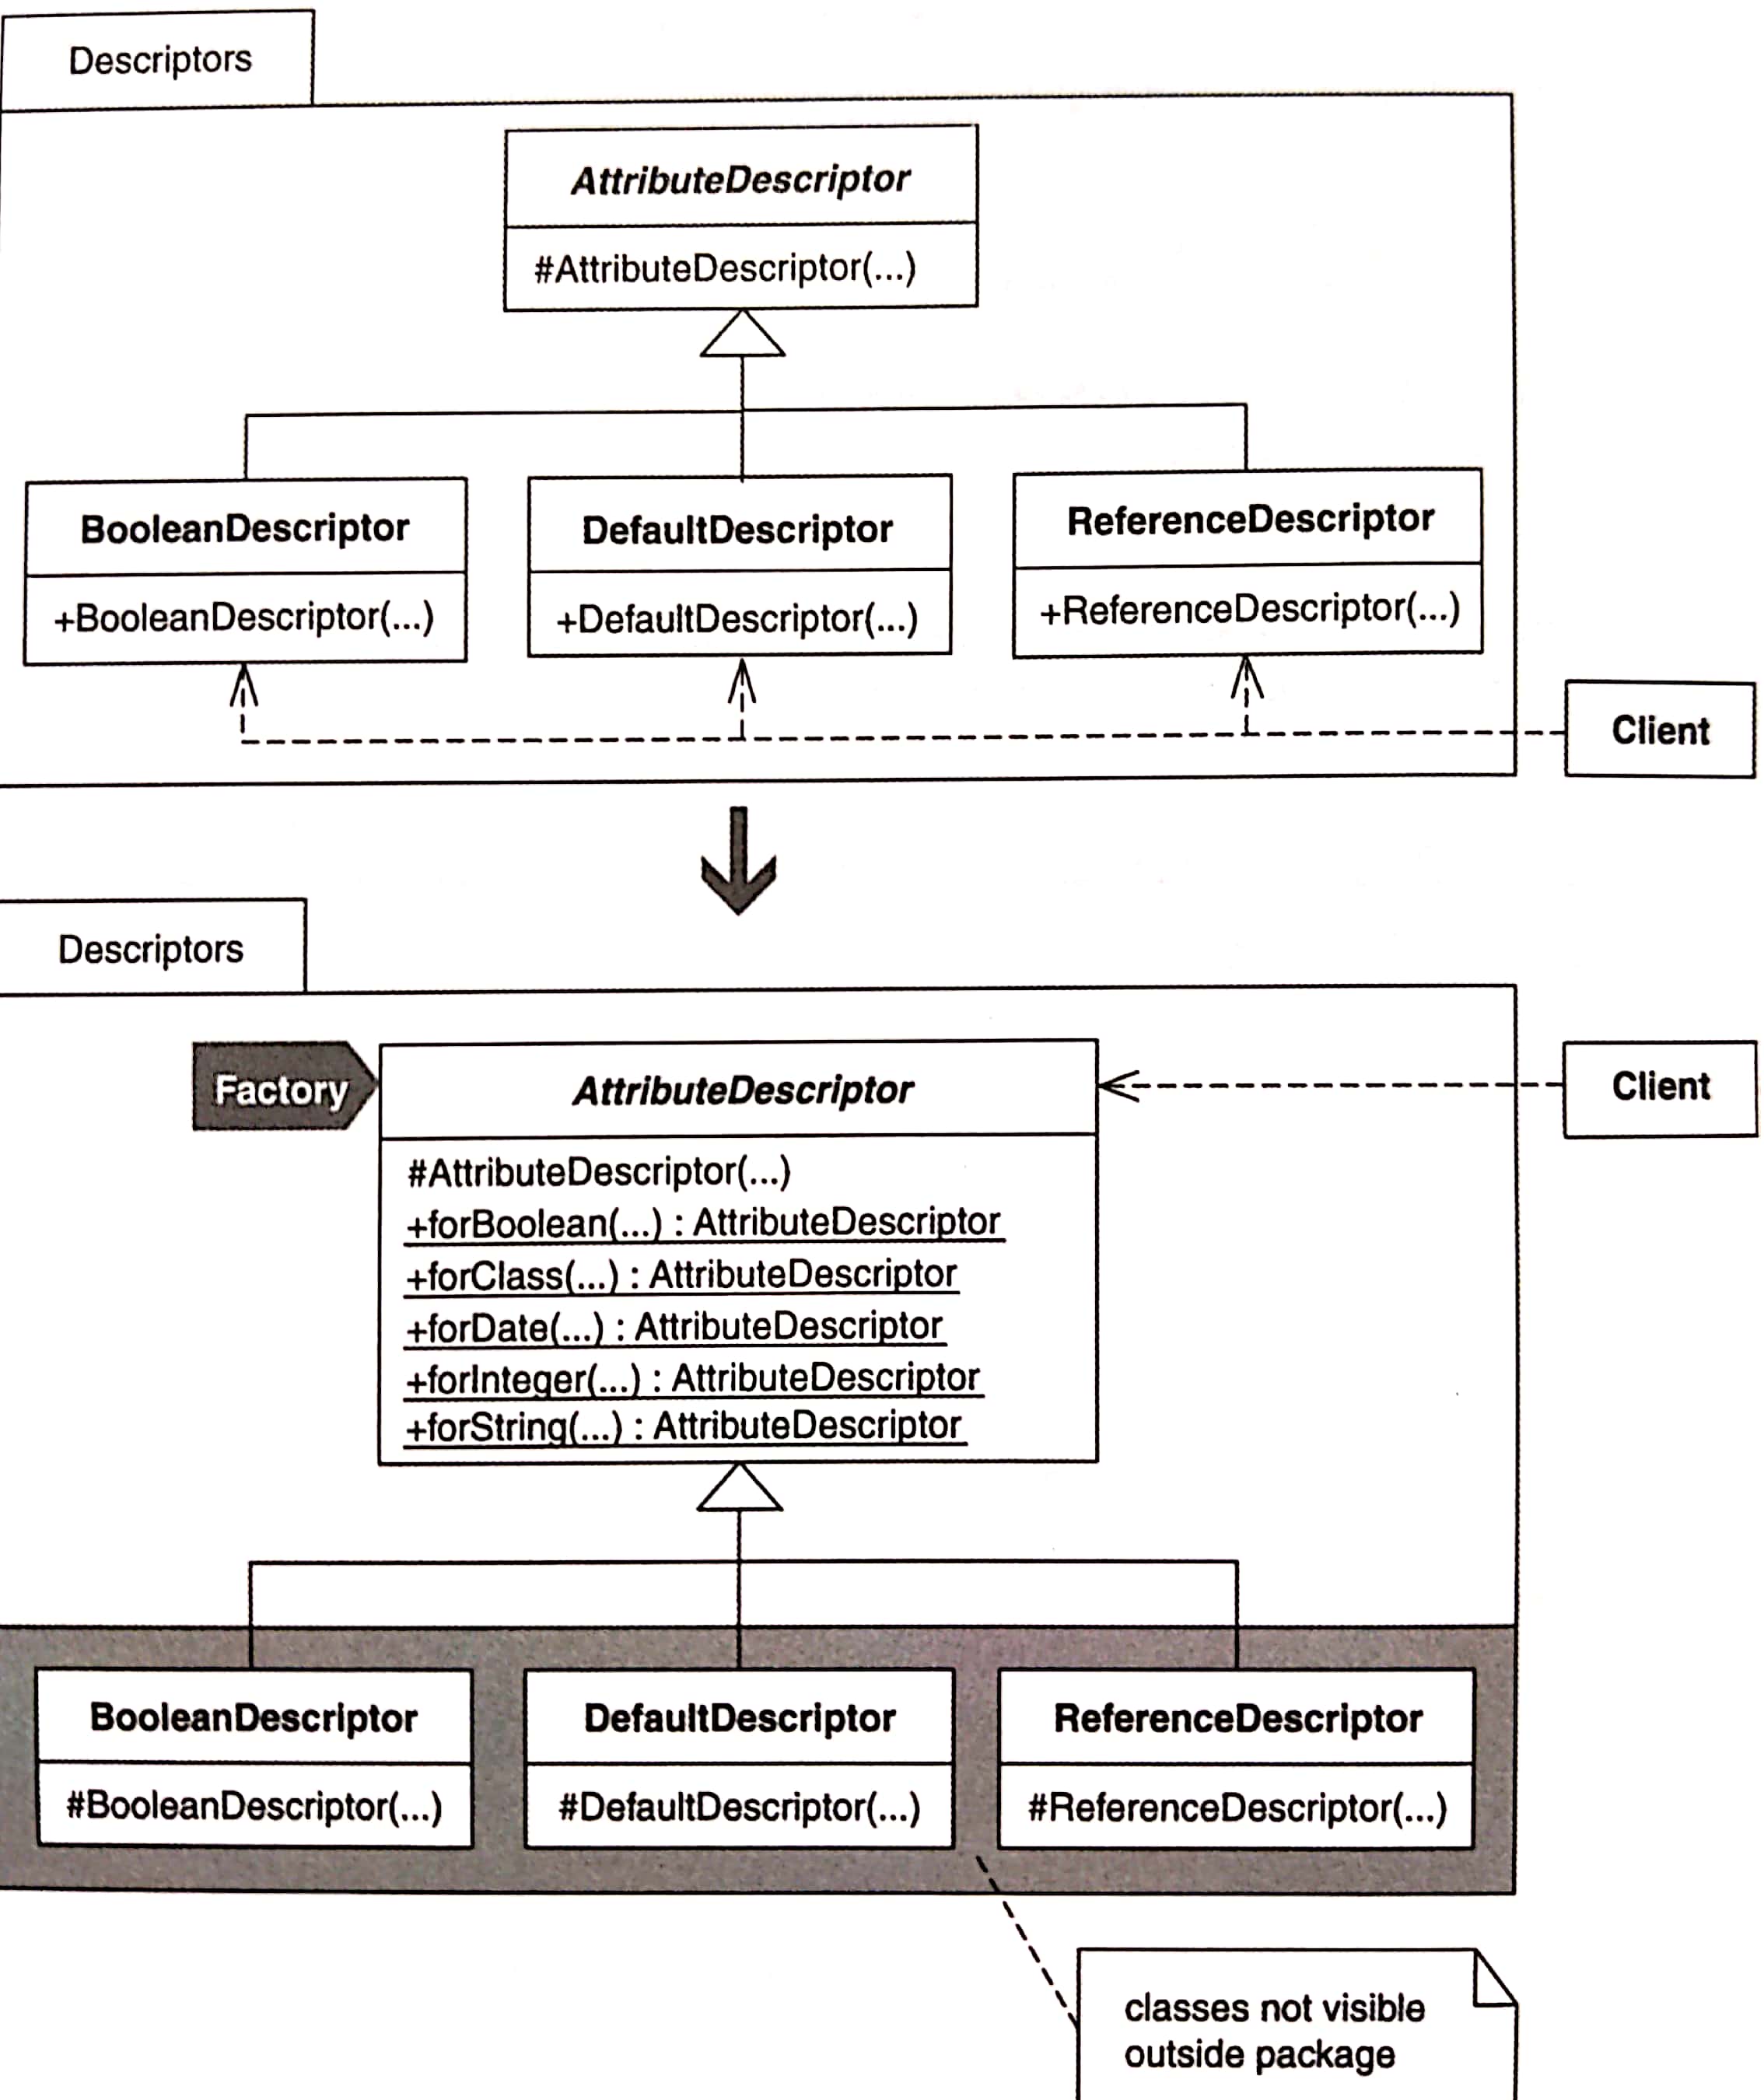 Descriptors
AttributeDescriptor
#AttributeDescriptor(...)
BooleanDescriptor
+BooleanDescriptor(...)
DefaultDescriptor
+DefaultDescriptor(...)
ReferenceDescriptor
+ReferenceDescriptor(...)
Client
Descriptors
Factory
AttributeDescriptor
Client
#AttributeDescriptor(...)
+forBoolean(...) : AttributeDescriptor
+forClass(...) : AttributeDescriptor
+forDate(...) : AttributeDescriptor
+forInteger(...) : AttributeDescriptor
+forString(...) : AttributeDescriptor
BooleanDescriptor
#BooleanDescriptor(...)
DefaultDescriptor
#DefaultDescriptor(...)
ReferenceDescriptor
#ReferenceDescriptor(...)
classes not visible
outside package